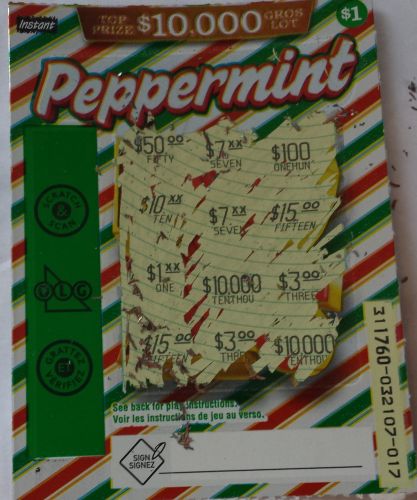 Instant
TOP PRIZE $10,000 GROS LOT
$1
Peppermint
$50.00 $7.XX $100
FIFTY SEVEN ONEHUN
$10.XX $7.XX $15.00
TEN SEVEN FIFTEEN
$1.XX $10,000 $3.00
ONE TENTHOU THREE
$15.00 $3.00 $10,000
FIFTEEN THRE TENTHOU
SCRATCH & SCAN
OLG
GRATTEZ ET VÉRIFIEZ
See back for play instructions.
Voir les instructions de jeu au verso.
SIGN
SIGNEZ
311760-032107-017